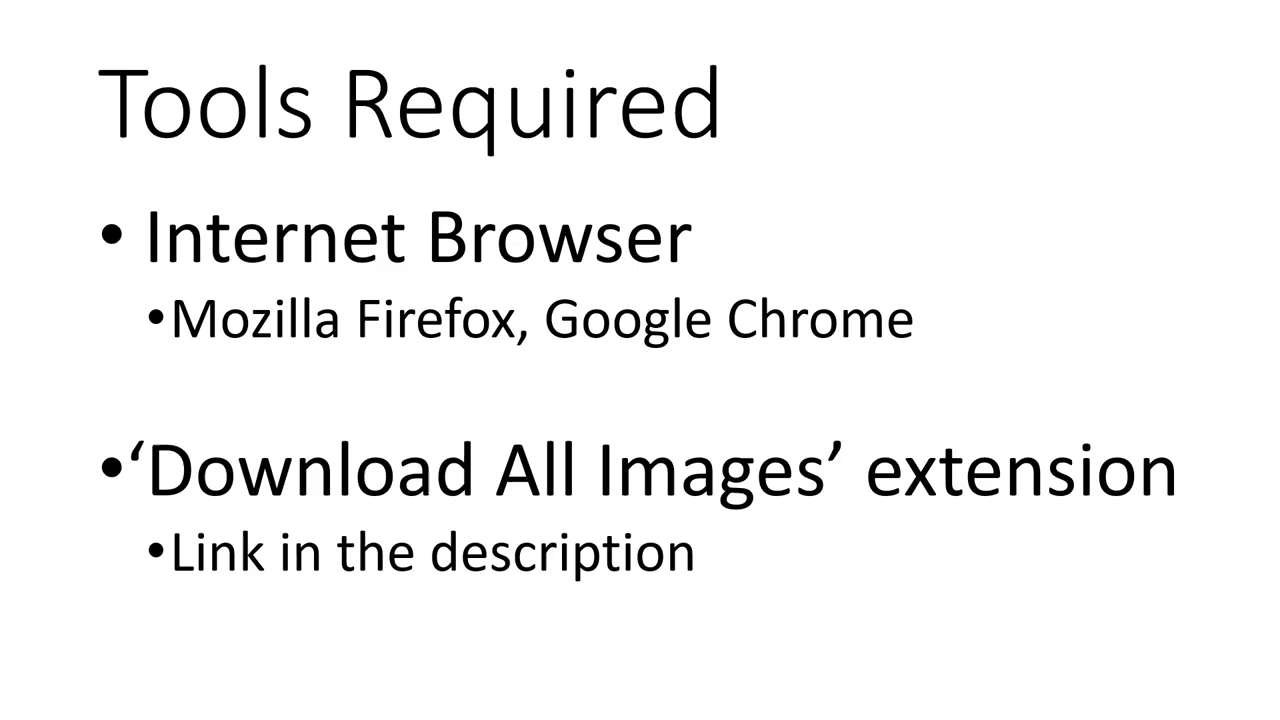 Tools Required
• Internet Browser
•Mozilla Firefox, Google Chrome
•‘Download All Images’ extension
•Link in the description